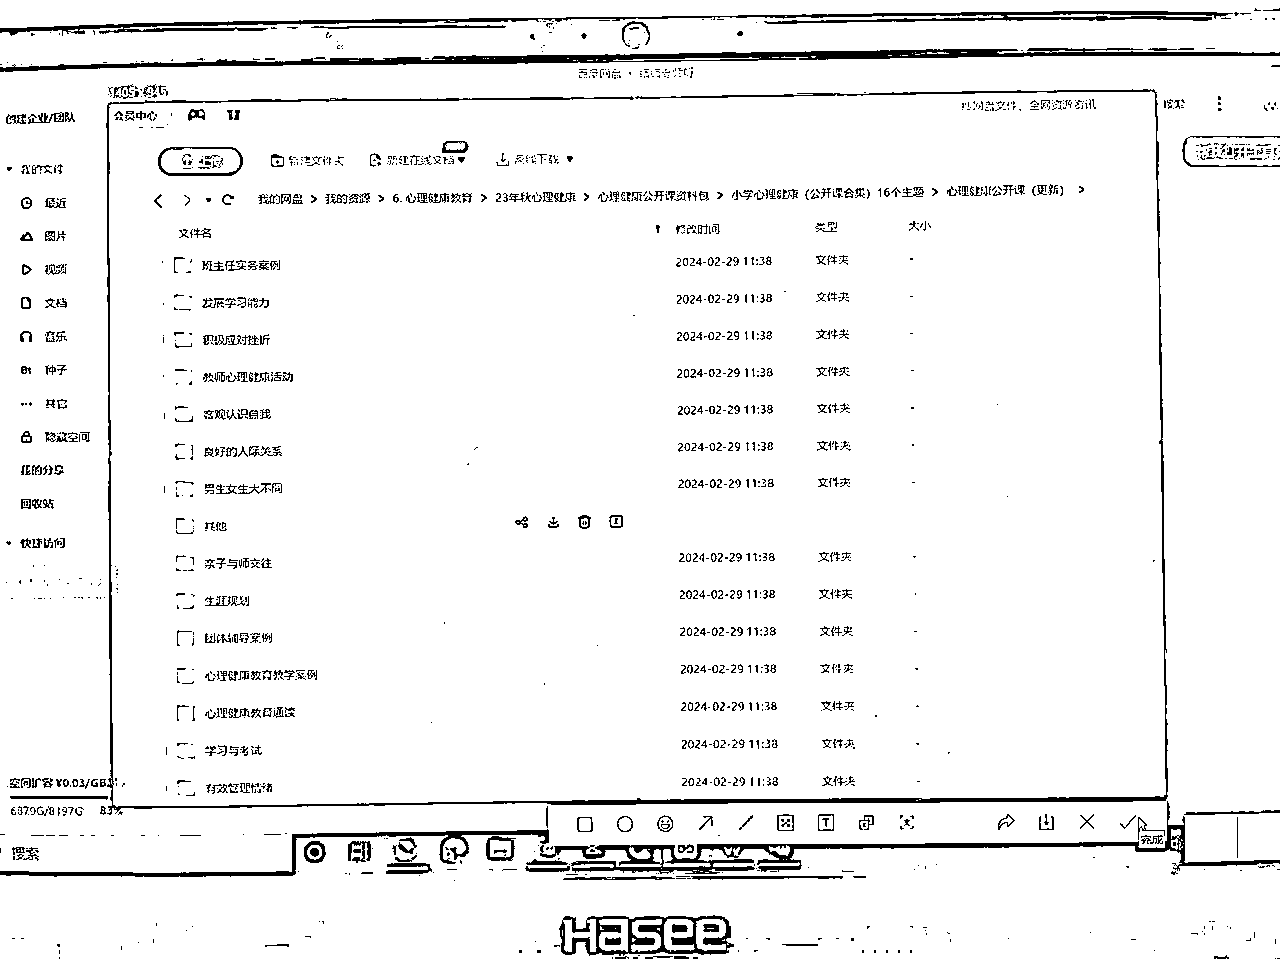 创建企业/团队
会员中心
找网盘文件、全网资源资讯
搜索
新建文件夹
新建在线文档
离线下载
我的网盘 > 我的资源 > 6. 心理健康教育 > 23年秋心理健康 > 心理健康公开课资料包 > 小学心理健康（公开课合集）16个主题 > 心理健康公开课（更新） >
文件名 修改时间 类型 大小
班主任实务案例 2024-02-29 11:38 文件夹 -
发展学习能力 2024-02-29 11:38 文件夹 -
积极应对挫折 2024-02-29 11:38 文件夹 -
教师心理健康活动 2024-02-29 11:38 文件夹 -
客观认识自我 2024-02-29 11:38 文件夹 -
良好的人际关系 2024-02-29 11:38 文件夹 -
男生女生大不同 2024-02-29 11:38 文件夹
其他
亲子与师交往 2024-02-29 11:38 文件夹 -
生涯规划 2024-02-29 11:38 文件夹 -
团体辅导案例 2024-02-29 11:38 文件夹 -
心理健康教育教学案例 2024-02-29 11:38 文件夹 -
心理健康教育通读 2024-02-29 11:38 文件夹
学习与考试 2024-02-29 11:38 文件夹 -
有效管理情绪 2024-02-29 11:38 文件夹 -
我的文件
最近
图片
视频
文档
音乐
Bt 种子
其它
隐藏空间
我的分享
回收站
快捷访问
空间扩容 ¥0.03/GB
6879G/8197G 83%
完成
搜索
Hasee